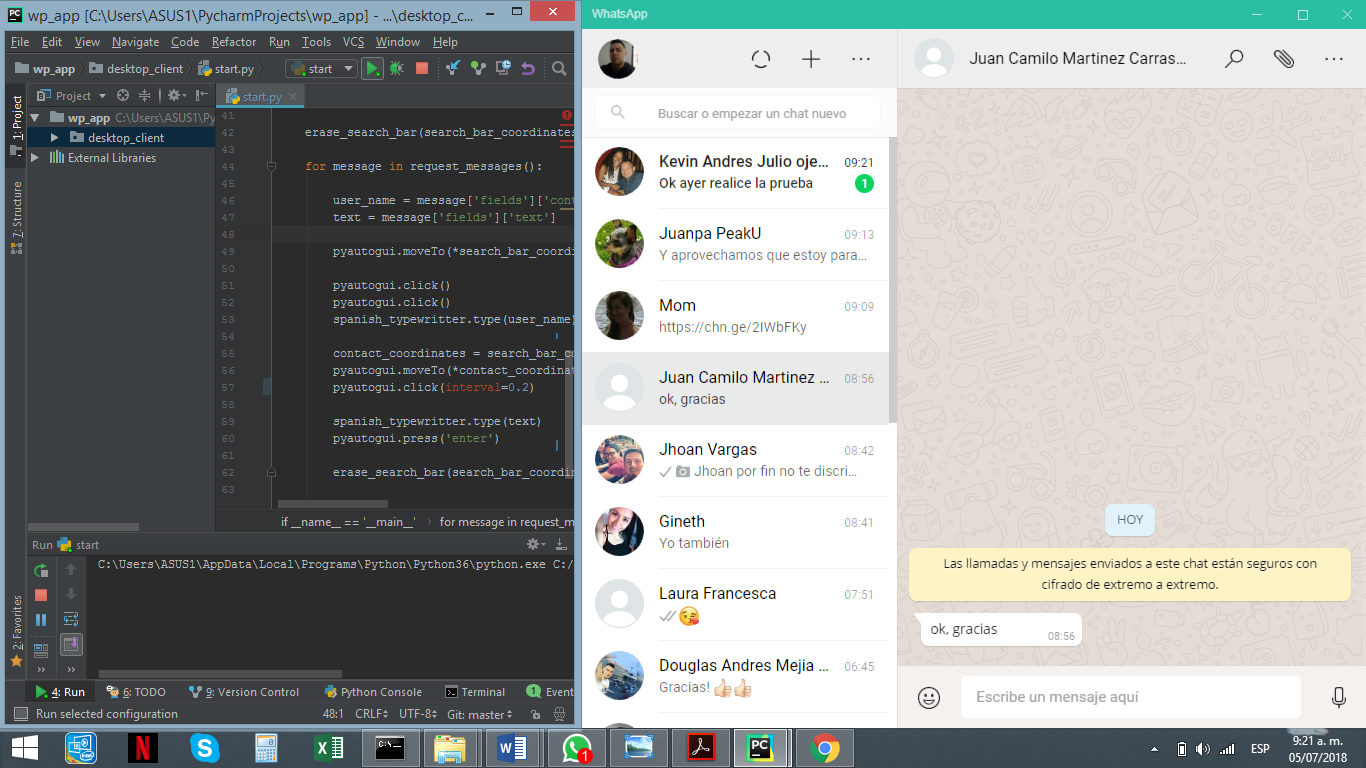 wp_app [C:\Users\ASUS1\PycharmProjects\wp_app] - ...\desktop_c...
File Edit View Navigate Code Refactor Run Tools VCS Window Help
wp_app desktop_client start.py start
1: Project
7: Structure
2: Favorites
Project
wp_app C:\Users\ASUS1\Py
desktop_client
External Libraries
start.py
41
42 erase_search_bar(search_bar_coordinates
43
44 for message in request_messages():
45
46 user_name = message['fields']['cont
47 text = message['fields']['text']
48
49 pyautogui.moveTo(*search_bar_coordi
50
51 pyautogui.click()
52 pyautogui.click()
53 spanish_typewritter.type(user_name)
54
55 contact_coordinates = search_bar_co
56 pyautogui.moveTo(*contact_coordinat
57 pyautogui.click(interval=0.2)
58
59 spanish_typewritter.type(text)
60 pyautogui.press('enter')
61
62 erase_search_bar(search_bar_coordin
63
if __name__ == '__main__' for message in request_m
Run start
C:\Users\ASUS1\AppData\Local\Programs\Python\Python36\python.exe C:/
4: Run 6: TODO 9: Version Control Python Console Terminal 1 Event
Run selected configuration 48:1 CRLF UTF-8 Git: master
WhatsApp
Buscar o empezar un chat nuevo
Kevin Andres Julio oje... 09:21
Ok ayer realice la prueba 1
Juanpa PeakU 09:13
Y aprovechamos que estoy para...
Mom 09:09
https://chn.ge/2IWbFKy
Juan Camilo Martinez ... 08:56
ok, gracias
Jhoan Vargas 08:42
Jhoan por fin no te discri...
Gineth 08:41
Yo también
Laura Francesca 07:51
😘
Douglas Andres Mejia ... 06:45
Gracias! 👍🏻👍🏻
Juan Camilo Martinez Carras...
HOY
Las llamadas y mensajes enviados a este chat están seguros con
cifrado de extremo a extremo.
ok, gracias 08:56
Escribe un mensaje aquí
1
ESP
9:21 a. m.
05/07/2018